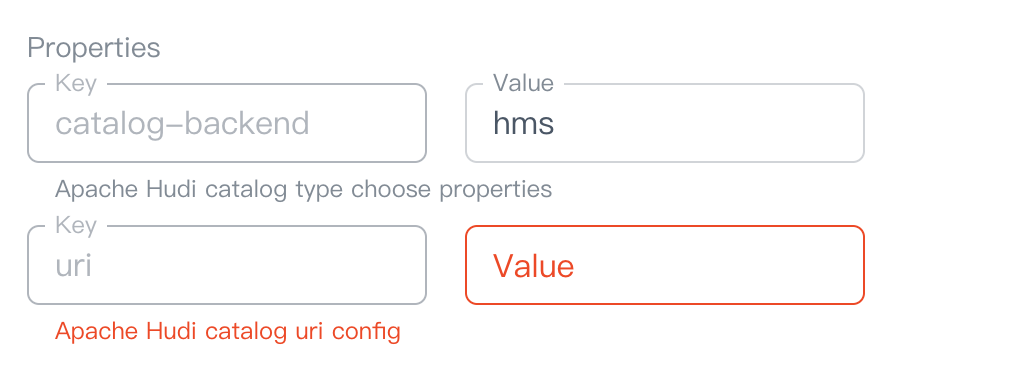 Properties
Key
Value
catalog–backend
hms
Apache Hudi catalog type choose properties
Key
uri
Value
Apache Hudi catalog uri config